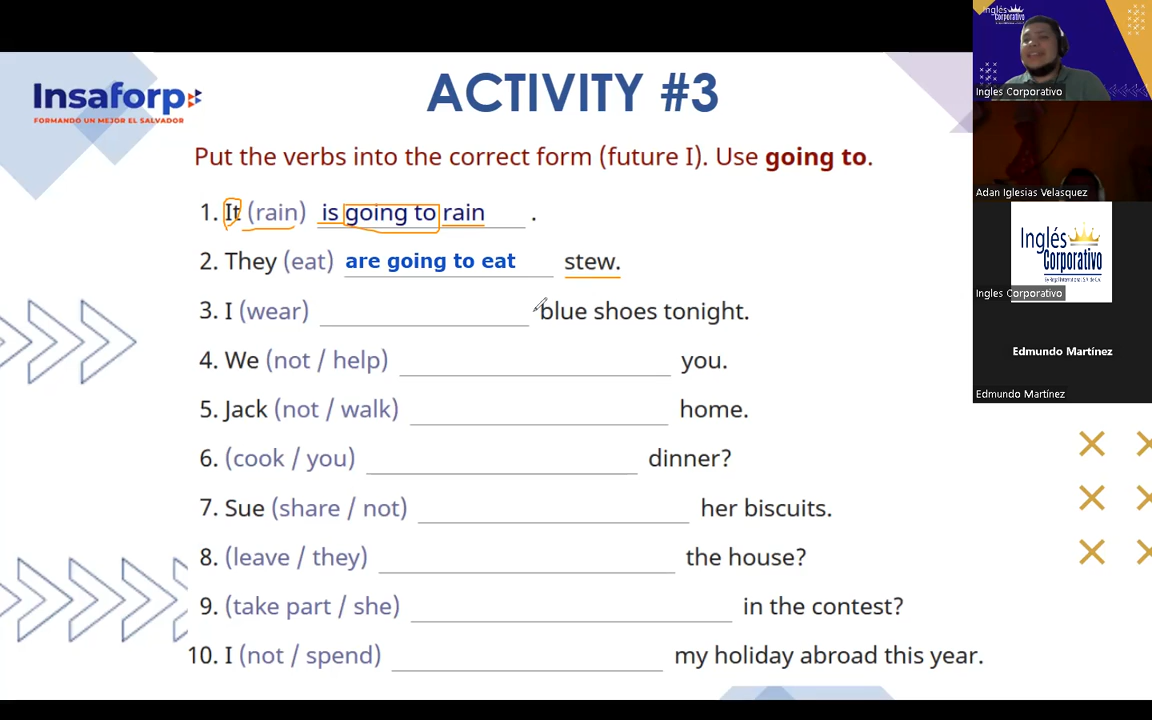 Insaforp
FORMANDO UN MEJOR EL SALVADOR
ACTIVITY #3
Put the verbs into the correct form (future I). Use going to.
1. It (rain) is going to rain .
2. They (eat) are going to eat stew.
3. I (wear) blue shoes tonight.
4. We (not / help) you.
5. Jack (not / walk) home.
6. (cook / you) dinner?
7. Sue (share / not) her biscuits.
8. (leave / they) the house?
9. (take part / she) in the contest?
10. I (not / spend) my holiday abroad this year.
Inglés
Corporativo
Ingles Corporativo
Adan Iglesias Velasquez
Inglés
Corporativo
Ingles Corporativo
Edmundo Martínez
Edmundo Martínez